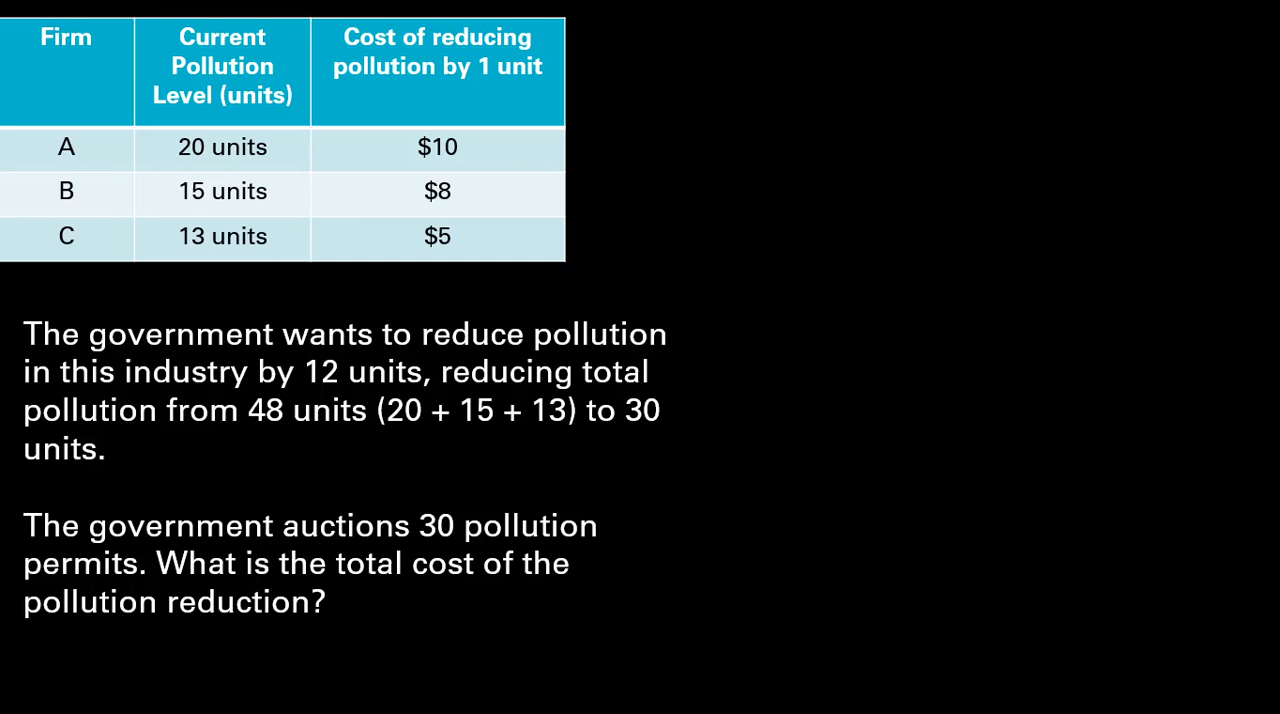 Firm Current Cost of reducing
Pollution pollution by 1 unit
Level (units)
A 20 units $10
B 15 units $8
C 13 units $5
The government wants to reduce pollution
in this industry by 12 units, reducing total
pollution from 48 units (20 + 15 + 13) to 30
units.
The government auctions 30 pollution
permits. What is the total cost of the
pollution reduction?